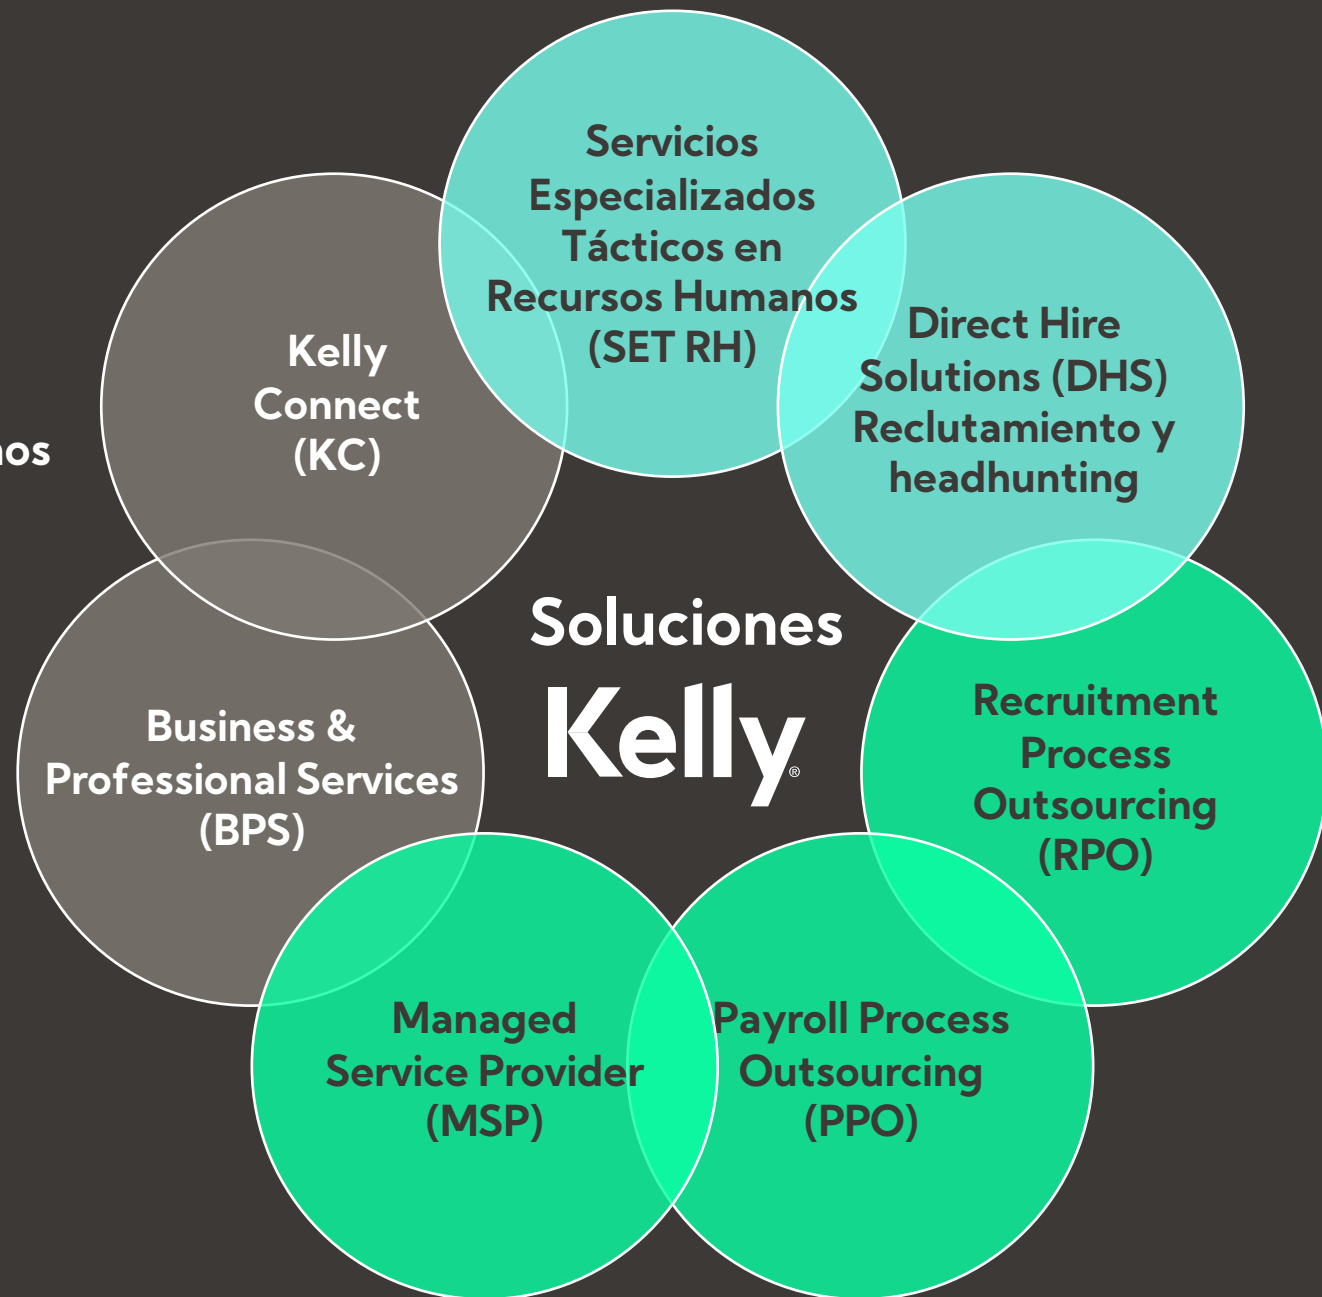 Servicios
Especializados
Tácticos en
Recursos Humanos
(SET RH)
Direct Hire
Solutions (DHS)
Reclutamiento y
headhunting
Kelly
Connect
(KC)
Soluciones
Kelly®
Recruitment
Process
Outsourcing
(RPO)
Business &
Professional Services
(BPS)
Managed
Service Provider
(MSP)
Payroll Process
Outsourcing
(PPO)